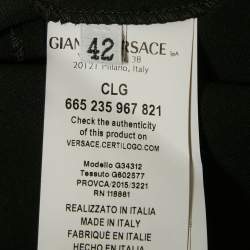 GIANNI VERSACE SpA
42
20121 Milano, Italy
CLG
665 235 967 821
Check the authenticity
of this product on
VERSACE.CERTILOGO.COM
Modello G34312
Tessuto G602577
PROVCA/2015/3221
RN 118861
REALIZZATO IN ITALIA
MADE IN ITALY
FABRIQUÉ EN ITALIE
HECHO EN ITALIA